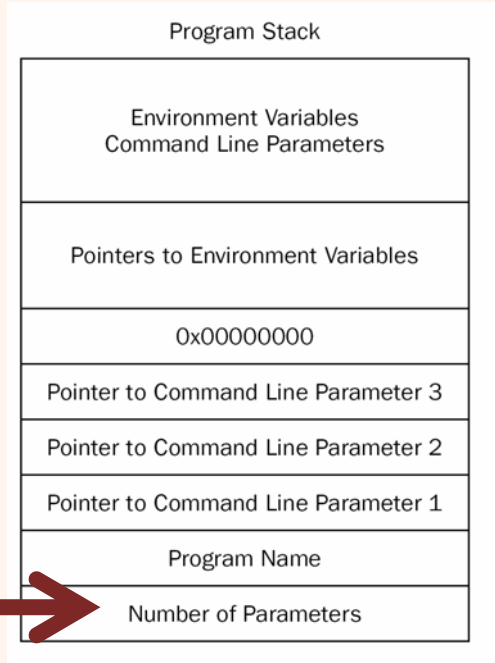 Program Stack
Environment Variables
Command Line Parameters
Pointers to Environment Variables
0x00000000
Pointer to Command Line Parameter 3
Pointer to Command Line Parameter 2
Pointer to Command Line Parameter 1
Program Name
Number of Parameters